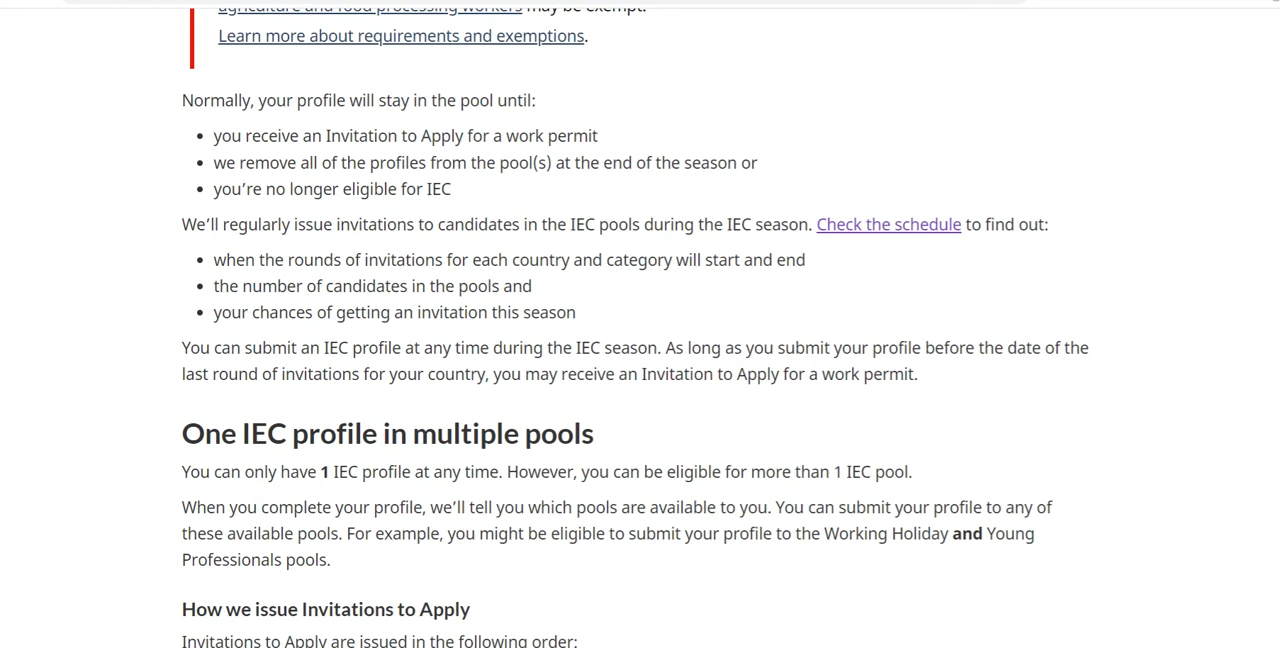 agriculture and food processing workers may be exempt.
Learn more about requirements and exemptions.
Normally, your profile will stay in the pool until:
• you receive an Invitation to Apply for a work permit
• we remove all of the profiles from the pool(s) at the end of the season or
• you’re no longer eligible for IEC
We’ll regularly issue invitations to candidates in the IEC pools during the IEC season. Check the schedule to find out:
• when the rounds of invitations for each country and category will start and end
• the number of candidates in the pools and
• your chances of getting an invitation this season
You can submit an IEC profile at any time during the IEC season. As long as you submit your profile before the date of the
last round of invitations for your country, you may receive an Invitation to Apply for a work permit.
One IEC profile in multiple pools
You can only have 1 IEC profile at any time. However, you can be eligible for more than 1 IEC pool.
When you complete your profile, we’ll tell you which pools are available to you. You can submit your profile to any of
these available pools. For example, you might be eligible to submit your profile to the Working Holiday and Young
Professionals pools.
How we issue Invitations to Apply
Invitations to Apply are issued in the following order: